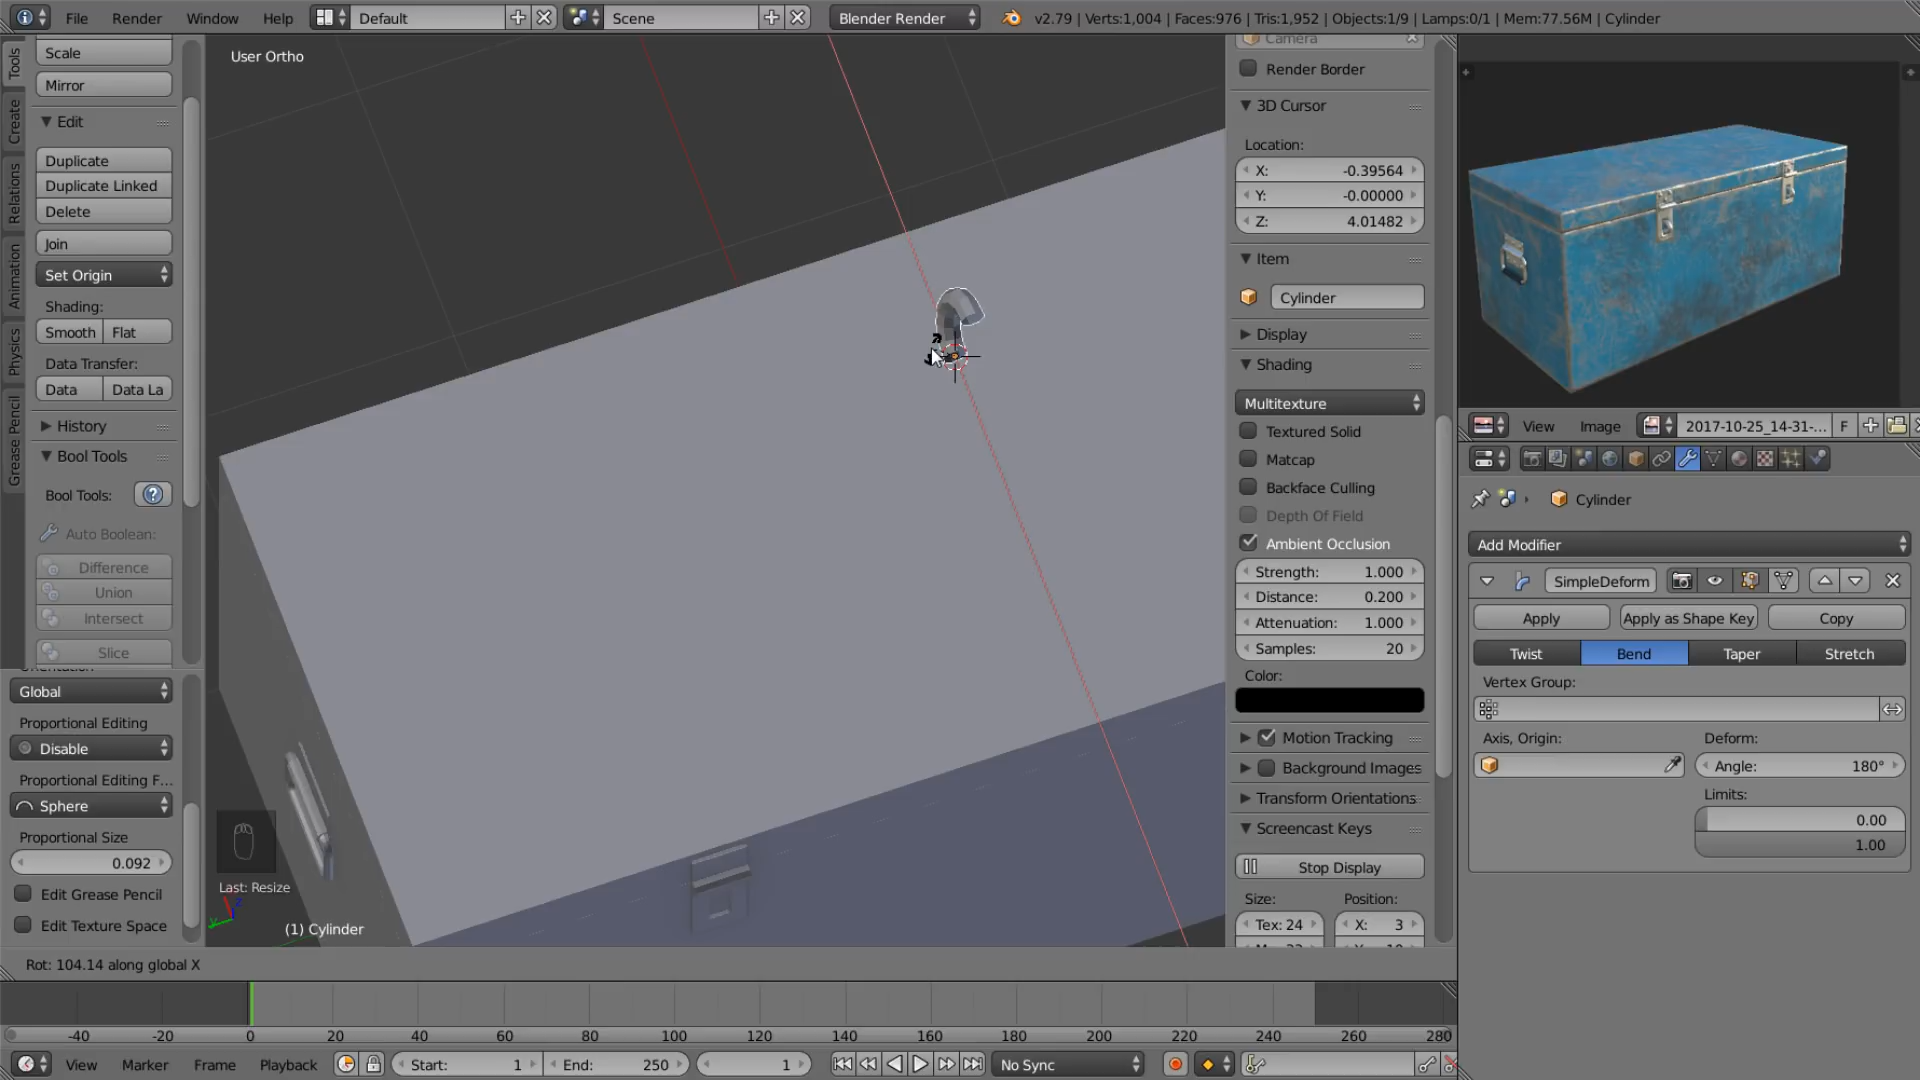 File Render Window Help Default Scene Blender Render v2.79 | Verts:1,004 | Faces:976 | Tris:1,952 | Objects:1/9 | Lamps:0/1 | Mem:77.56M | Cylinder
Tools
Create
Relations
Animation
Physics
Grease Pencil
Scale
Mirror
Edit
Duplicate
Duplicate Linked
Delete
Join
Set Origin
Shading:
Smooth Flat
Data Transfer:
Data Data La
History
Bool Tools
Bool Tools: ?
Auto Boolean:
Difference
Union
Intersect
Slice
Global
Proportional Editing
Disable
Proportional Editing F...
Sphere
Proportional Size
0.092
Edit Grease Pencil
Edit Texture Space
User Ortho
Last: Resize
(1) Cylinder
Camera
Render Border
3D Cursor
Location:
X: -0.39564
Y: -0.00000
Z: 4.01482
Item
Cylinder
Display
Shading
Multitexture
Textured Solid
Matcap
Backface Culling
Depth Of Field
Ambient Occlusion
Strength: 1.000
Distance: 0.200
Attenuation: 1.000
Samples: 20
Color:
Motion Tracking
Background Images
Transform Orientations
Screencast Keys
Stop Display
Size: Position:
Tex: 24 X: 3
View Image 2017-10-25_14-31-... F
Cylinder
Add Modifier
SimpleDeform
Apply Apply as Shape Key Copy
Twist Bend Taper Stretch
Vertex Group:
Axis, Origin: Deform:
Angle: 180°
Limits:
0.00
1.00
Rot: 104.14 along global X
-40 -20 0 20 40 60 80 100 120 140 160 180 200 220 240 260 280
View Marker Frame Playback Start: 1 End: 250 1 No Sync